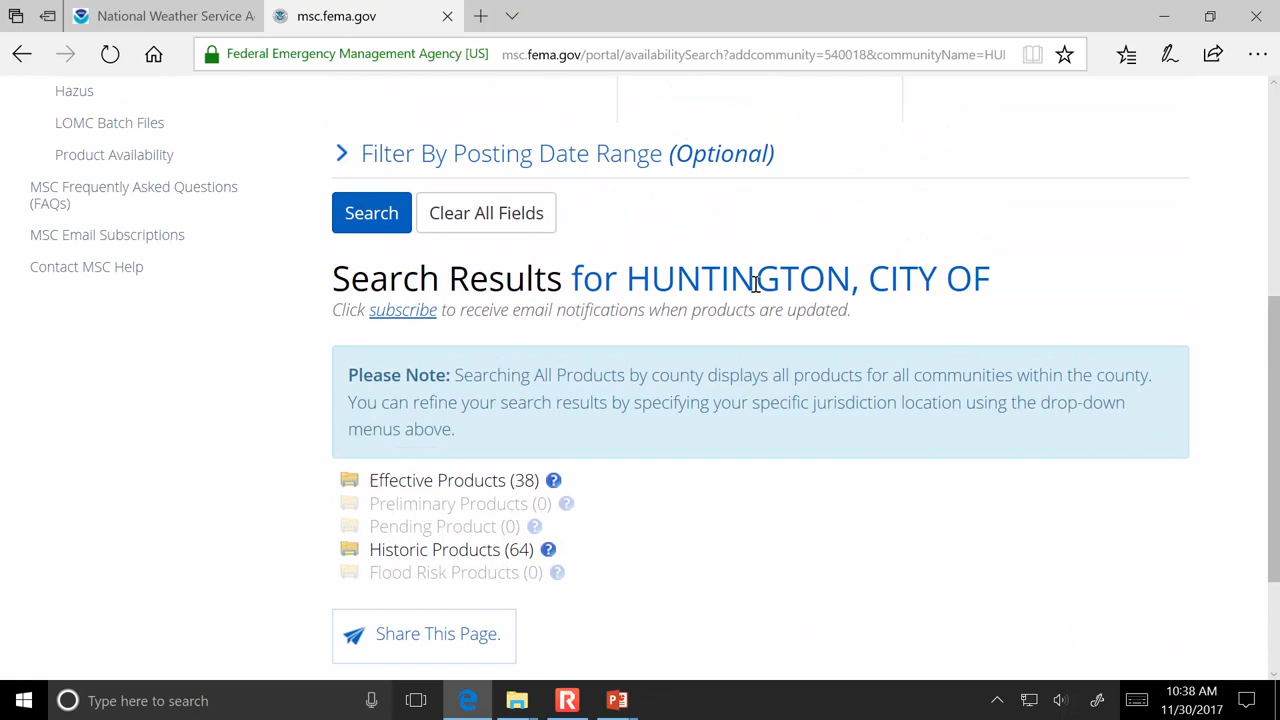 National Weather Service A
msc.fema.gov
Federal Emergency Management Agency [US]
msc.fema.gov/portal/availabilitySearch?addcommunity=540018&communityName=HUI
Hazus
LOMC Batch Files
Product Availability
MSC Frequently Asked Questions
(FAQs)
MSC Email Subscriptions
Contact MSC Help
Filter By Posting Date Range (Optional)
Search
Clear All Fields
Search Results for HUNTINGTON, CITY OF
Click subscribe to receive email notifications when products are updated.
Please Note: Searching All Products by county displays all products for all communities within the county.
You can refine your search results by specifying your specific jurisdiction location using the drop-down
menus above.
Effective Products (38) ?
Preliminary Products (0) ?
Pending Product (0) ?
Historic Products (64) ?
Flood Risk Products (0) ?
Share This Page.
Type here to search
10:38 AM
11/30/2017